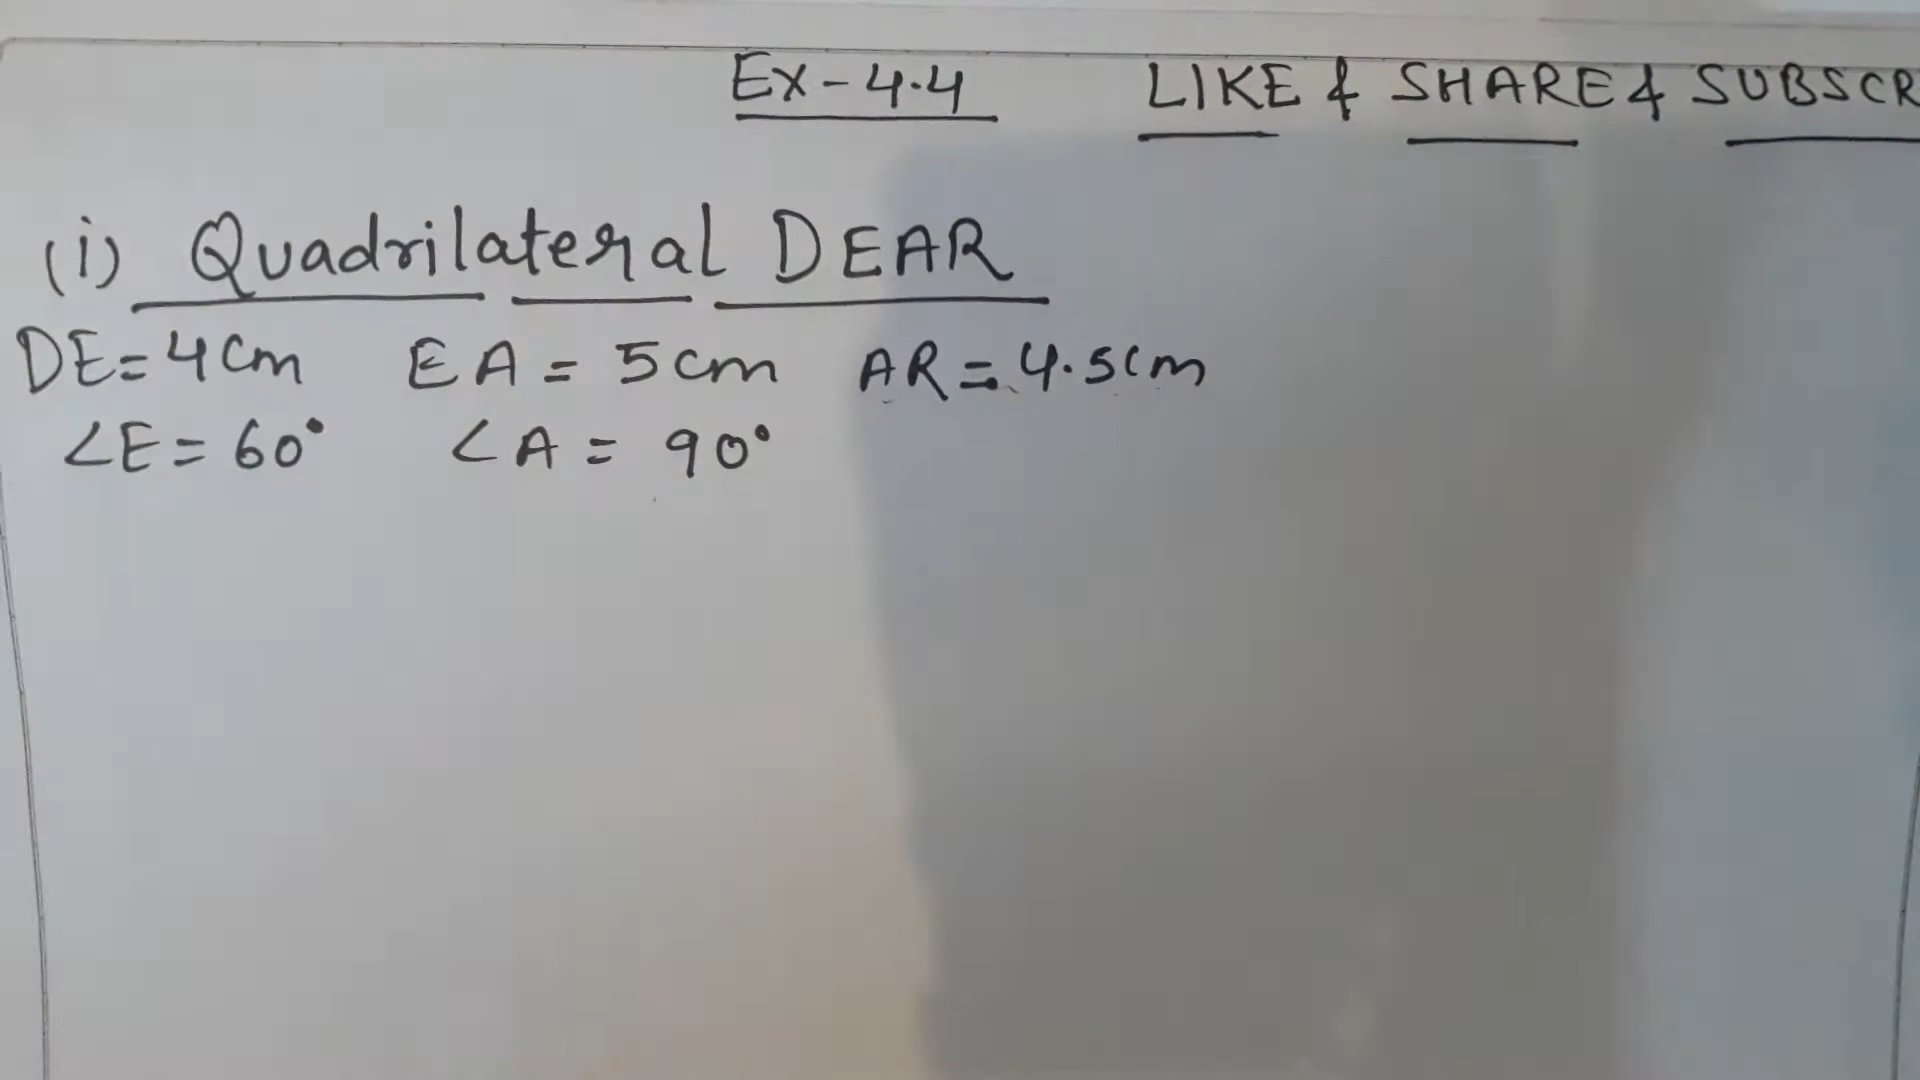 Ex-4.4 LIKE & SHARE & SUBSCR
(i) Quadrilateral DEAR
DE=4cm EA = 5cm AR = 4.5cm
∠E = 60° ∠A = 90°